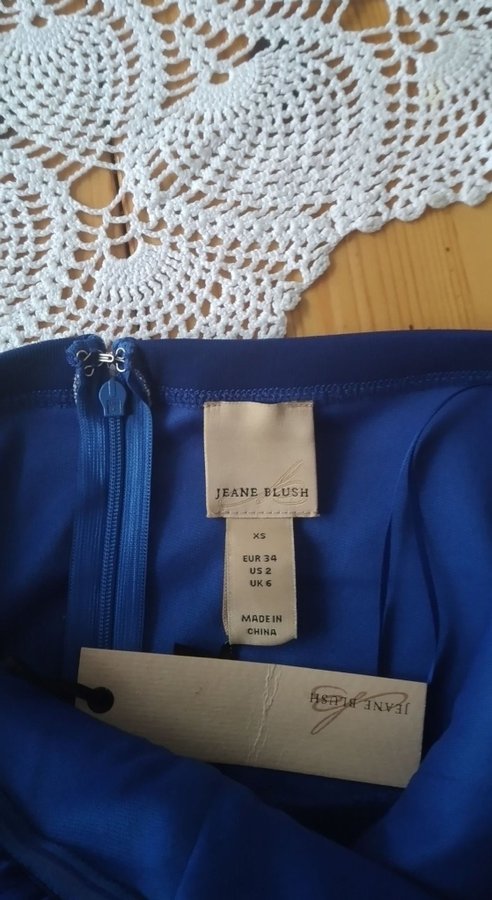 JEANE BLUSH
XS
EUR 34
US 2
UK 6
MADE IN
CHINA
JEANE BLUSH